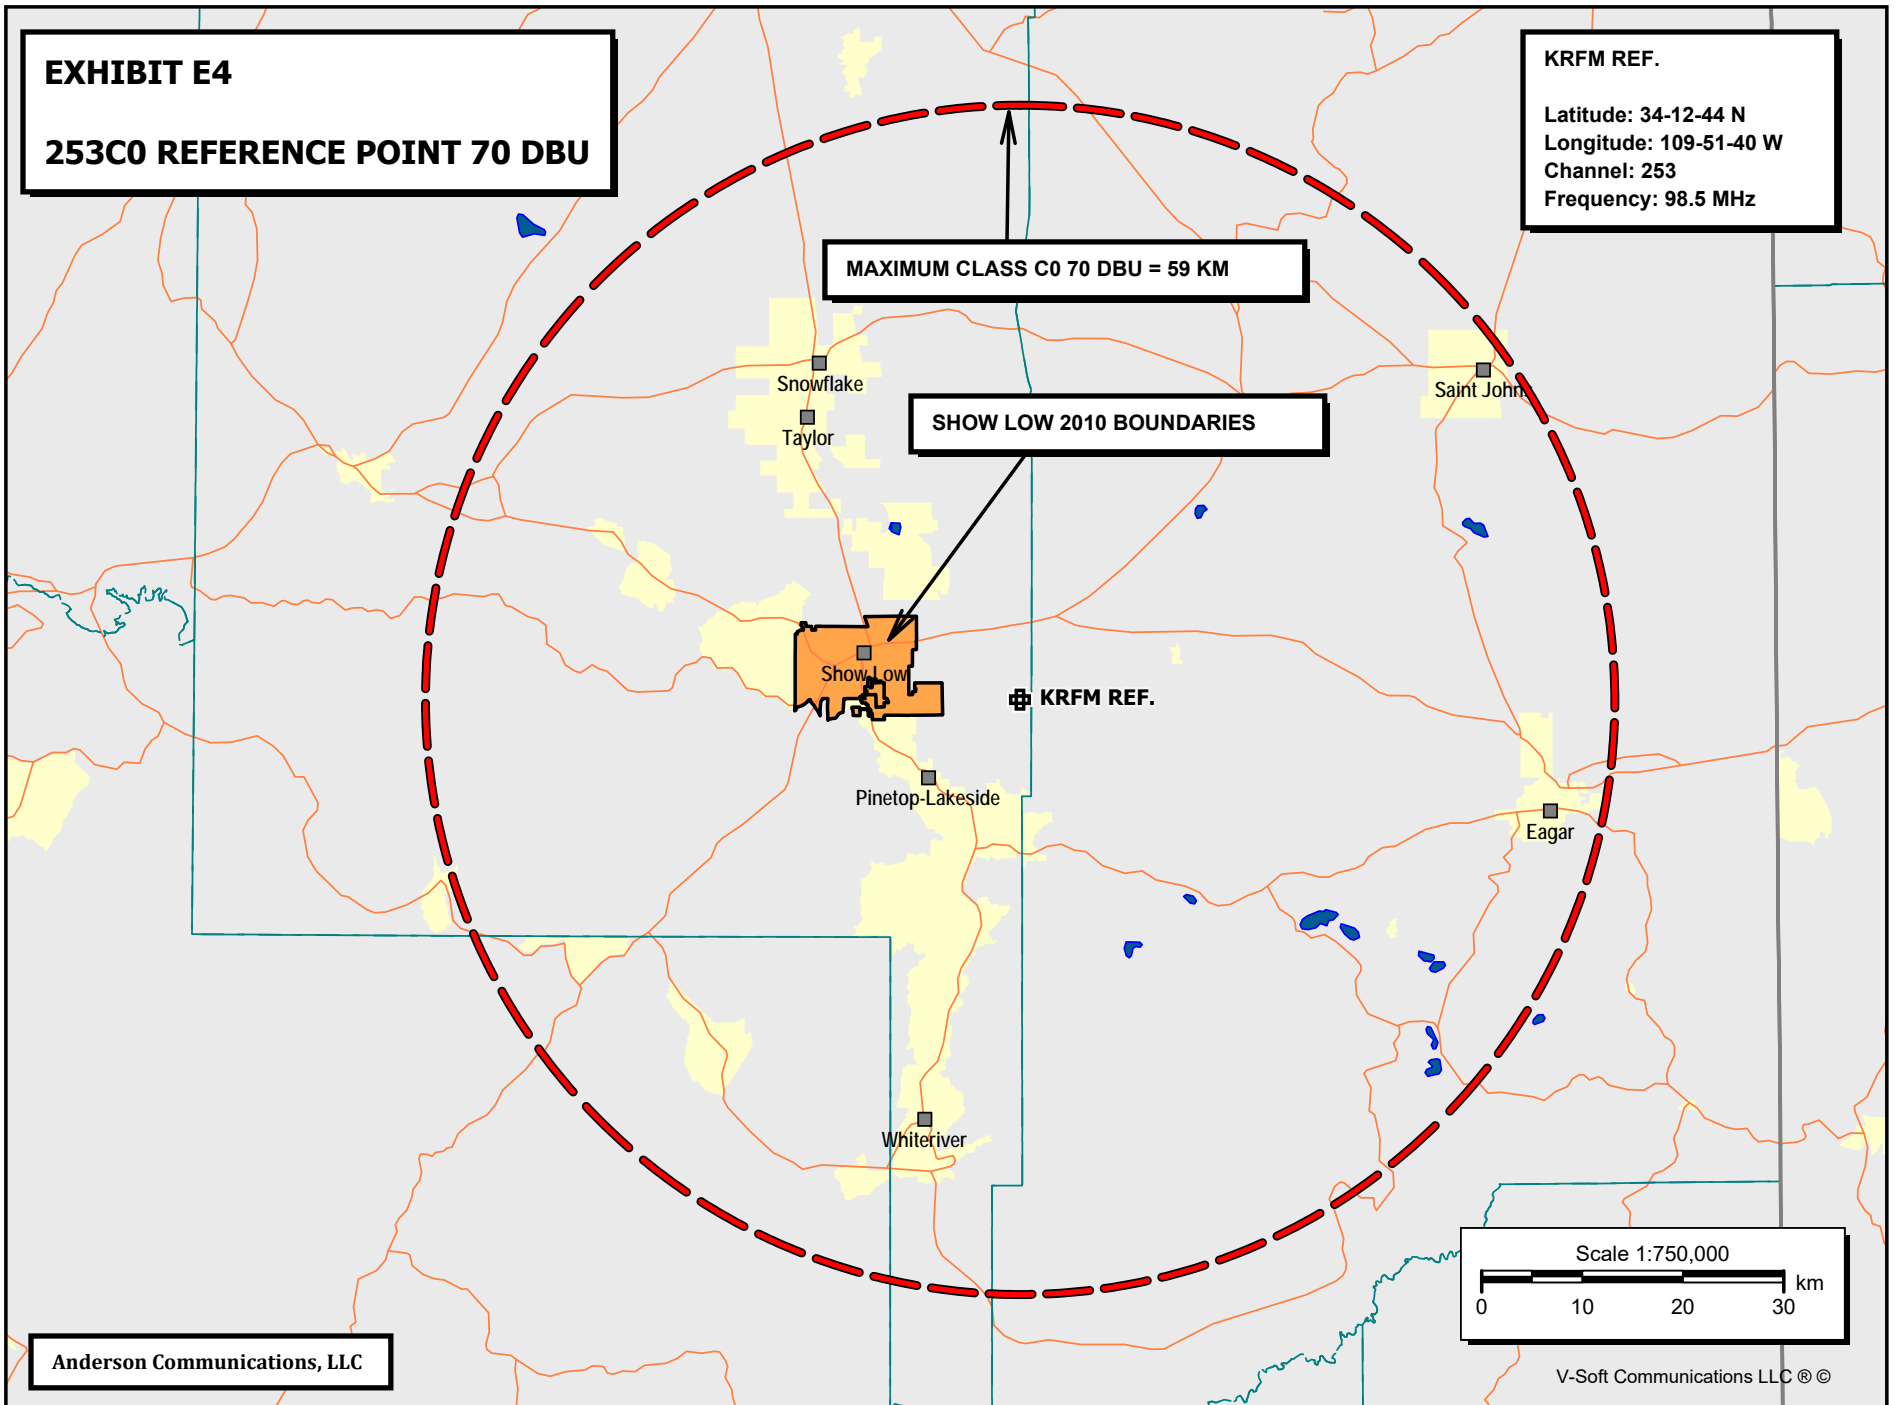 EXHIBIT E4
253C0 REFERENCE POINT 70 DBU
KRFM REF.
Latitude: 34-12-44 N
Longitude: 109-51-40 W
Channel: 253
Frequency: 98.5 MHz
MAXIMUM CLASS C0 70 DBU = 59 KM
Snowflake
Saint Johns
SHOW LOW 2010 BOUNDARIES
Taylor
Show Low
KRFM REF.
Pinetop-Lakeside
Eagar
Whiteriver
Scale 1:750,000
km
0 10 20 30
Anderson Communications, LLC
V-Soft Communications LLC ® ©